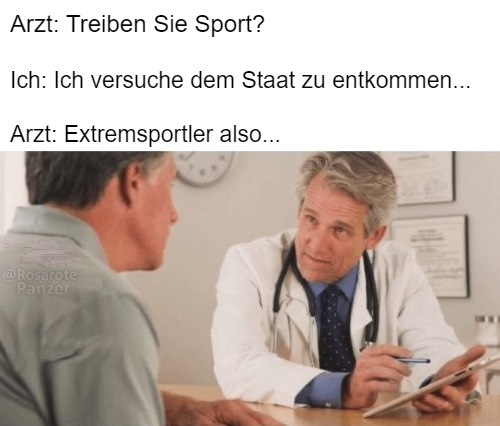 Arzt: Treiben Sie Sport?
Ich: Ich versuche dem Staat zu entkommen...
Arzt: Extremsportler also...
@Rosarote
Panzer